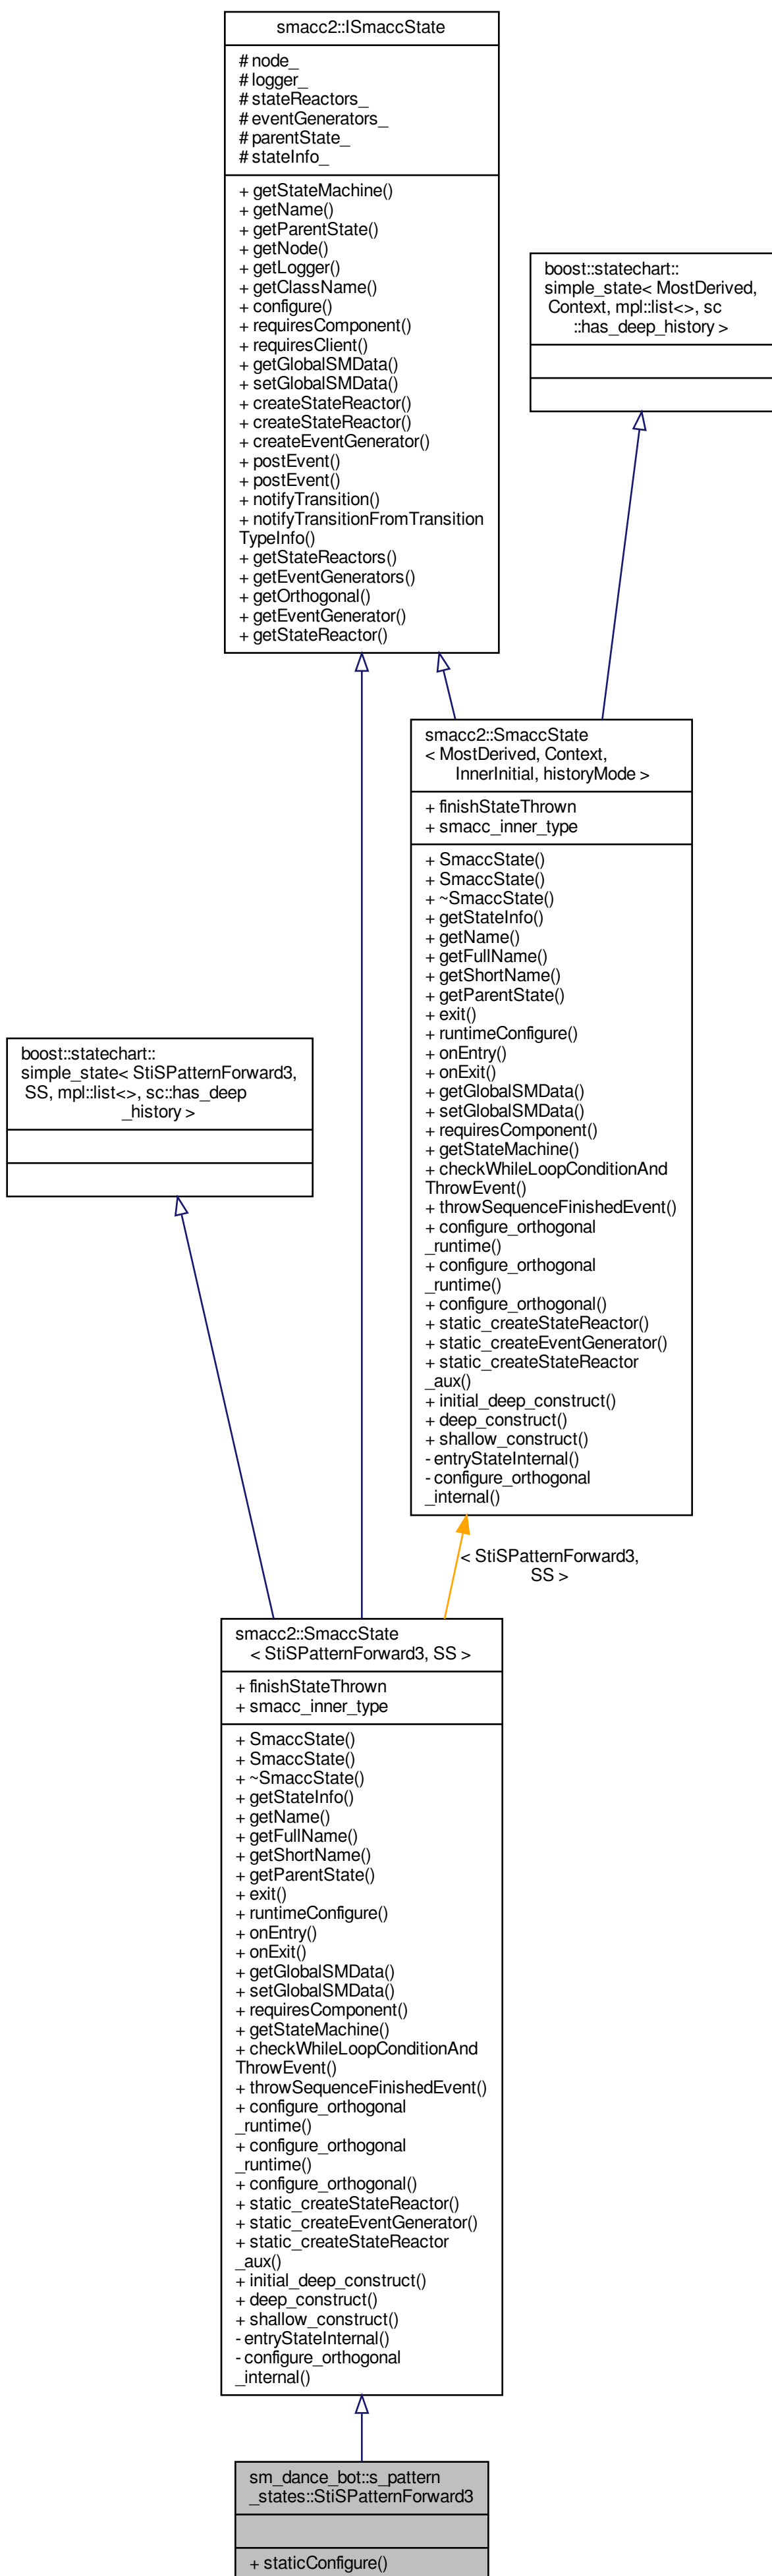 smacc2::ISmaccState
# node_
# logger_
# stateReactors_
# eventGenerators_
# parentState_
# stateInfo_
+ getStateMachine()
+ getName()
+ getParentState()
+ getNode()
+ getLogger()
+ getClassName()
+ configure()
+ requiresComponent()
+ requiresClient()
+ getGlobalSMData()
+ setGlobalSMData()
+ createStateReactor()
+ createStateReactor()
+ createEventGenerator()
+ postEvent()
+ postEvent()
+ notifyTransition()
+ notifyTransitionFromTransition
TypeInfo()
+ getStateReactors()
+ getEventGenerators()
+ getOrthogonal()
+ getEventGenerator()
+ getStateReactor()
boost::statechart::
simple_state< MostDerived,
Context, mpl::list<>, sc
::has_deep_history >
smacc2::SmaccState
< MostDerived, Context,
InnerInitial, historyMode >
+ finishStateThrown
+ smacc_inner_type
+ SmaccState()
+ SmaccState()
+ ~SmaccState()
+ getStateInfo()
+ getName()
+ getFullName()
+ getShortName()
+ getParentState()
+ exit()
+ runtimeConfigure()
+ onEntry()
+ onExit()
+ getGlobalSMData()
+ setGlobalSMData()
+ requiresComponent()
+ getStateMachine()
+ checkWhileLoopConditionAnd
ThrowEvent()
+ throwSequenceFinishedEvent()
+ configure_orthogonal
_runtime()
+ configure_orthogonal
_runtime()
+ configure_orthogonal()
+ static_createStateReactor()
+ static_createEventGenerator()
+ static_createStateReactor
_aux()
+ initial_deep_construct()
+ deep_construct()
+ shallow_construct()
- entryStateInternal()
- configure_orthogonal
_internal()
boost::statechart::
simple_state< StiSPatternForward3,
SS, mpl::list<>, sc::has_deep
_history >
< StiSPatternForward3,
SS >
smacc2::SmaccState
< StiSPatternForward3, SS >
+ finishStateThrown
+ smacc_inner_type
+ SmaccState()
+ SmaccState()
+ ~SmaccState()
+ getStateInfo()
+ getName()
+ getFullName()
+ getShortName()
+ getParentState()
+ exit()
+ runtimeConfigure()
+ onEntry()
+ onExit()
+ getGlobalSMData()
+ setGlobalSMData()
+ requiresComponent()
+ getStateMachine()
+ checkWhileLoopConditionAnd
ThrowEvent()
+ throwSequenceFinishedEvent()
+ configure_orthogonal
_runtime()
+ configure_orthogonal
_runtime()
+ configure_orthogonal()
+ static_createStateReactor()
+ static_createEventGenerator()
+ static_createStateReactor
_aux()
+ initial_deep_construct()
+ deep_construct()
+ shallow_construct()
- entryStateInternal()
- configure_orthogonal
_internal()
sm_dance_bot::s_pattern
_states::StiSPatternForward3
+ staticConfigure()